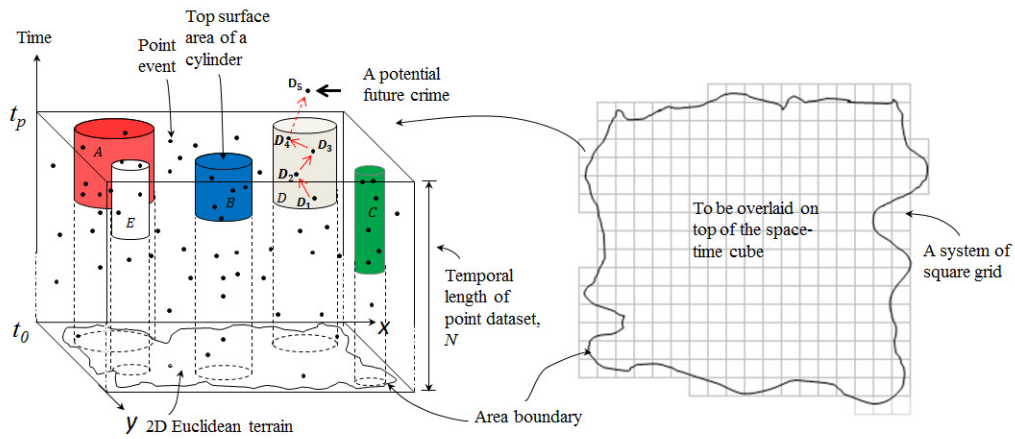 Time
Point
event
Top surface
area of a
cylinder
D5
A potential
future crime
tp
A
D4
D3
D2
D1
D
B
E
C
To be overlaid on
top of the space-
time cube
A system of
square grid
Temporal
length of
point dataset,
N
t0
X
y
2D Euclidean terrain
Area boundary